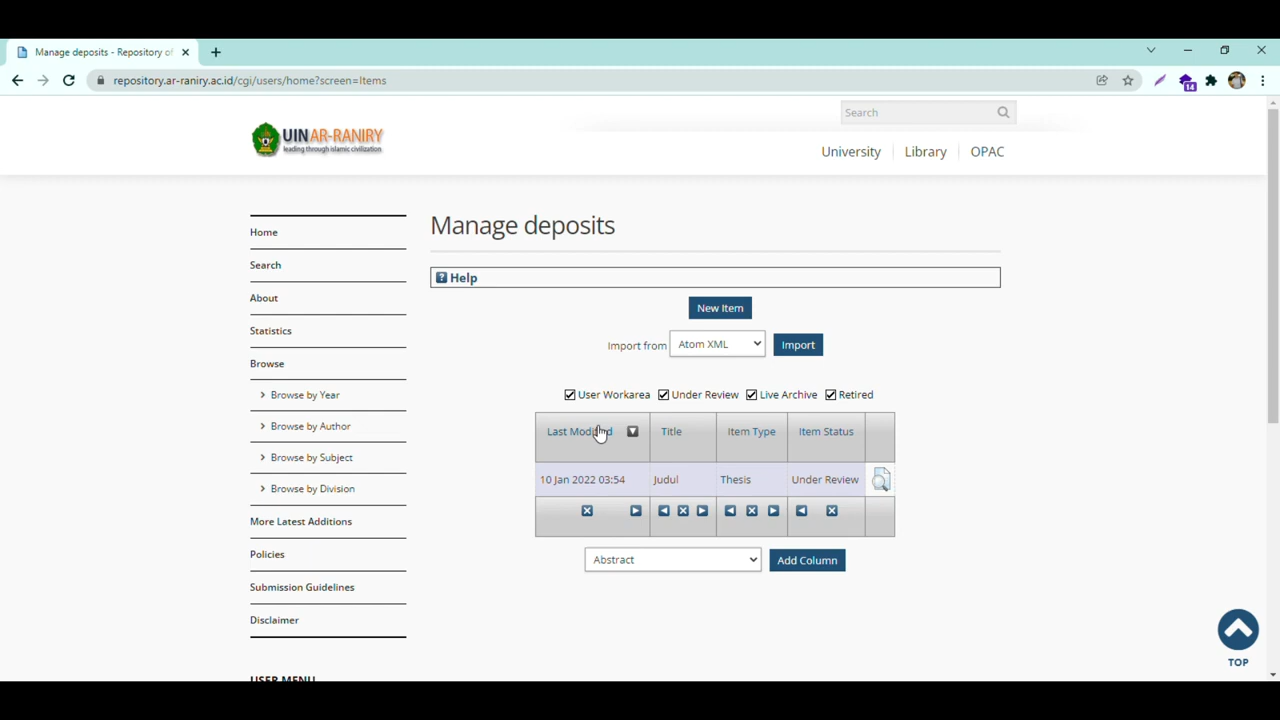 Manage deposits - Repository of
repository.ar-raniry.ac.id/cgi/users/home?screen=Items
14
Search
UIN AR-RANIRY
leading through islamic civilization
University
Library
OPAC
Home
Search
About
Statistics
Browse
Browse by Year
Browse by Author
Browse by Subject
Browse by Division
More Latest Additions
Policies
Submission Guidelines
Disclaimer
USER MENU
Manage deposits
Help
New Item
Import from Atom XML Import
User Workarea Under Review Live Archive Retired
Last Modified Title Item Type Item Status
10 Jan 2022 03:54 Judul Thesis Under Review
Abstract Add Column
TOP